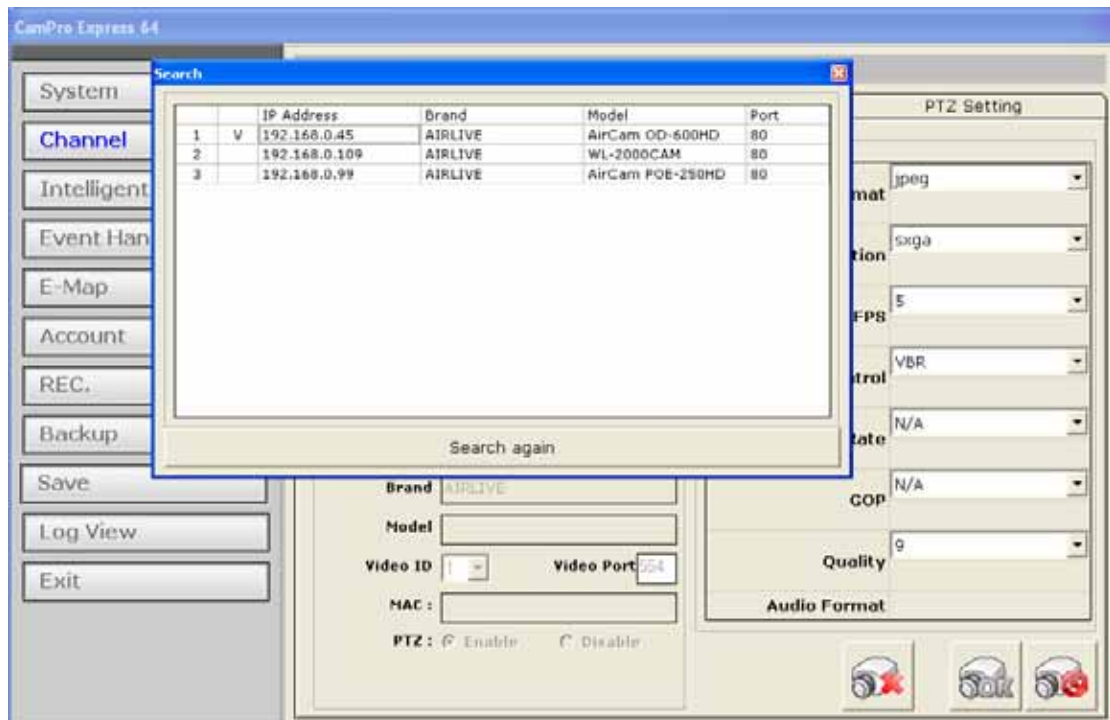 CamPro Express 64
Search
IP Address Brand Model Port
1 V 192.168.0.45 AIRLIVE AirCam OD-600HD 80
2 192.168.0.109 AIRLIVE WL-2000CAM 80
3 192.168.0.99 AIRLIVE AirCam POE-250HD 80
Search again
System
Channel
Intelligent
Event Han
E-Map
Account
REC.
Backup
Save
Log View
Exit
PTZ Setting
mat jpeg
tion sxga
FPS 5
trol VBR
ate N/A
GOP N/A
Quality 9
Audio Format
Brand AIRLIVE
Model
Video ID 1 Video Port 554
MAC :
PTZ : Enable Disable
ok